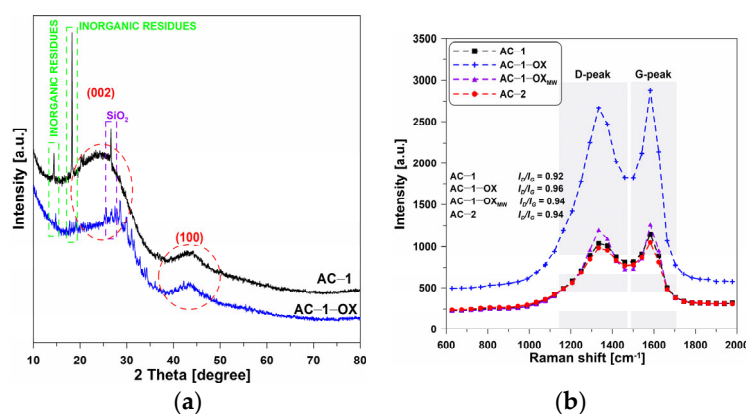 INORGANIC RESIDUES
INORGANIC RESIDUES
(002)
SiO2
(100)
AC–1
AC–1–OX
Intensity [a.u.]
10 20 30 40 50 60 70 80
2 Theta [degree]
(a)
AC–1
AC–1–OX
AC–1–OXMW
AC–2
D-peak G-peak
3500
3000
2500
2000
1500
1000
500
0
Intensity [a.u.]
AC–1 ID/IG = 0.92
AC–1–OX ID/IG = 0.96
AC–1–OXMW ID/IG = 0.94
AC–2 ID/IG = 0.94
600 800 1000 1200 1400 1600 1800 2000
Raman shift [cm-1]
(b)